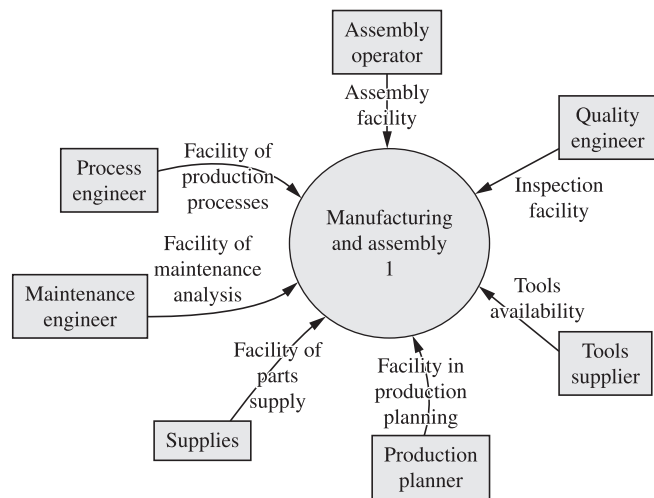 Assembly
operator
Assembly
facility
Quality
engineer
Inspection
facility
Process
engineer
Facility of
production
processes
Manufacturing
and assembly
1
Facility of
maintenance
analysis
Maintenance
engineer
Tools
availability
Tools
supplier
Facility of
parts
supply
Supplies
Facility in
production
planning
Production
planner